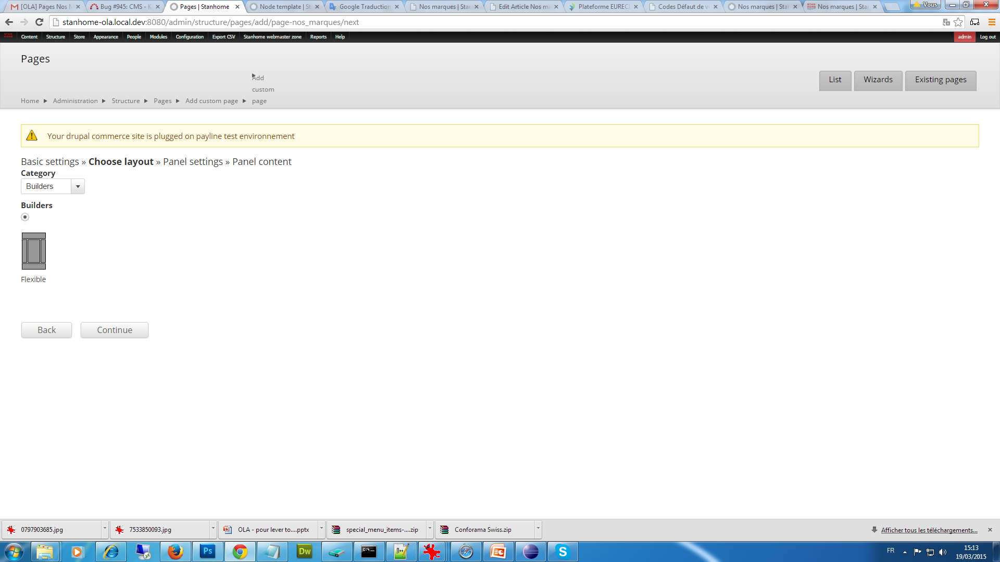 [OLA] Pages Nos M
Bug #945: CMS - K
Pages | Stanhome
Node template | St
Google Traduction
Nos marques | Stan
Edit Article Nos ma
Plateforme EUREC
Codes Défaut de v
Nos marques | Stan
Nos marques | Stan
Vous
stanhome-ola.local.dev:8080/admin/structure/pages/add/page-nos_marques/next
Content Structure Store Appearance People Modules Configuration Export CSV Stanhome webmaster zone Reports Help admin Log out
Pages
List Wizards Existing pages
Home ► Administration ► Structure ► Pages ► Add custom page ► Add custom page
Your drupal commerce site is plugged on payline test environnement
Basic settings » Choose layout » Panel settings » Panel content
Category
Builders
Builders
Flexible
Back Continue
0797903685.jpg 7533850093.jpg OLA - pour lever to....pptx special_menu_items-....zip Conforama Swiss.zip Afficher tous les téléchargements...
Ps Dw C:\ FR 15:13
19/03/2015